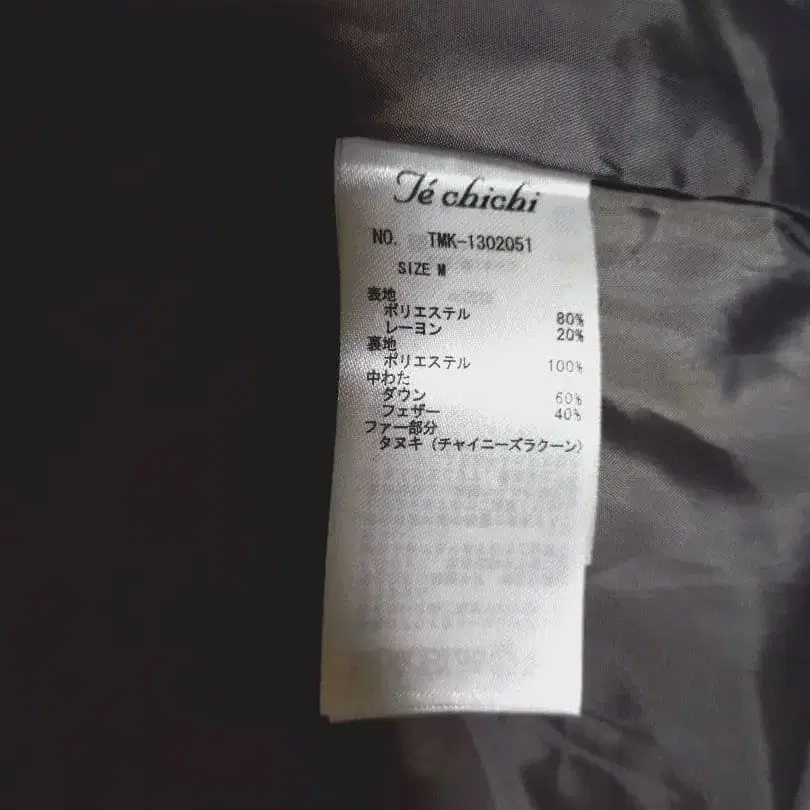 Té chichi
NO. TMK-1302051
SIZE M
表地
ポリエステル 80%
レーヨン 20%
裏地
ポリエステル 100%
中わた
ダウン 60%
フェザー 40%
ファー部分
タヌキ (チャイニーズラクーン)